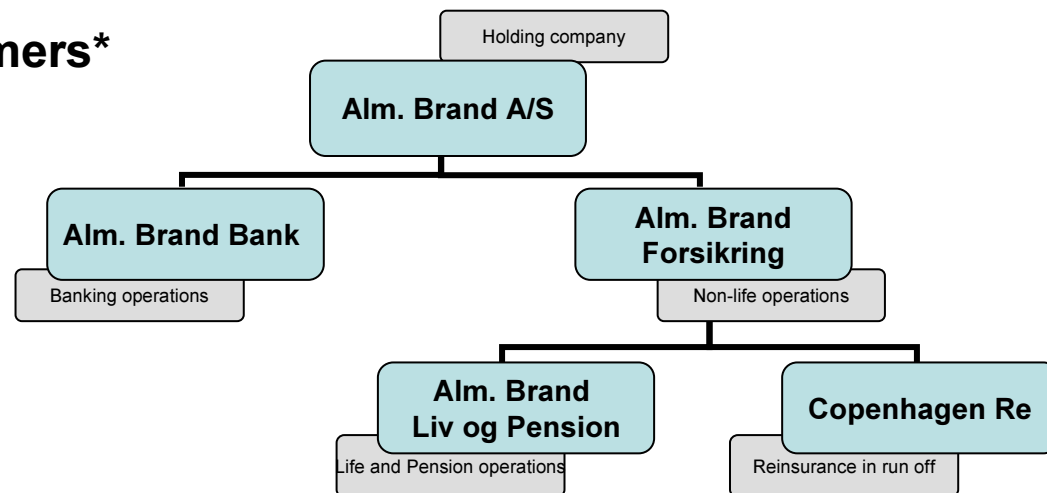 Holding company
Alm. Brand A/S
Alm. Brand Bank
Banking operations
Alm. Brand
Forsikring
Non-life operations
Alm. Brand
Liv og Pension
Life and Pension operations
Copenhagen Re
Reinsurance in run off